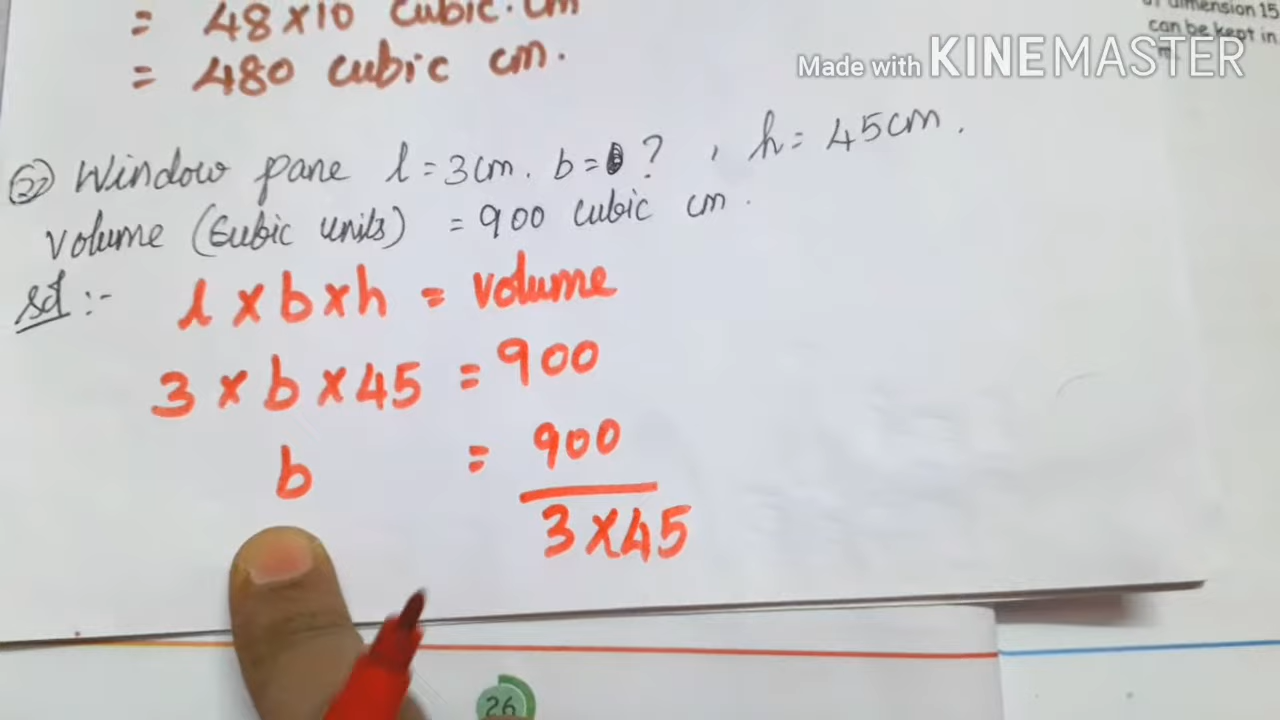 = 48×10 cubic.cm
= 480 cubic cm.
dimension 15
can be kept in
Made with KINEMASTER
② Window pane l = 3cm. b = ? , h = 45cm.
Volume (Cubic units) = 900 cubic cm.
Sol :-
l × b × h = volume
3 × b × 45 = 900
b = 900
3 × 45
26